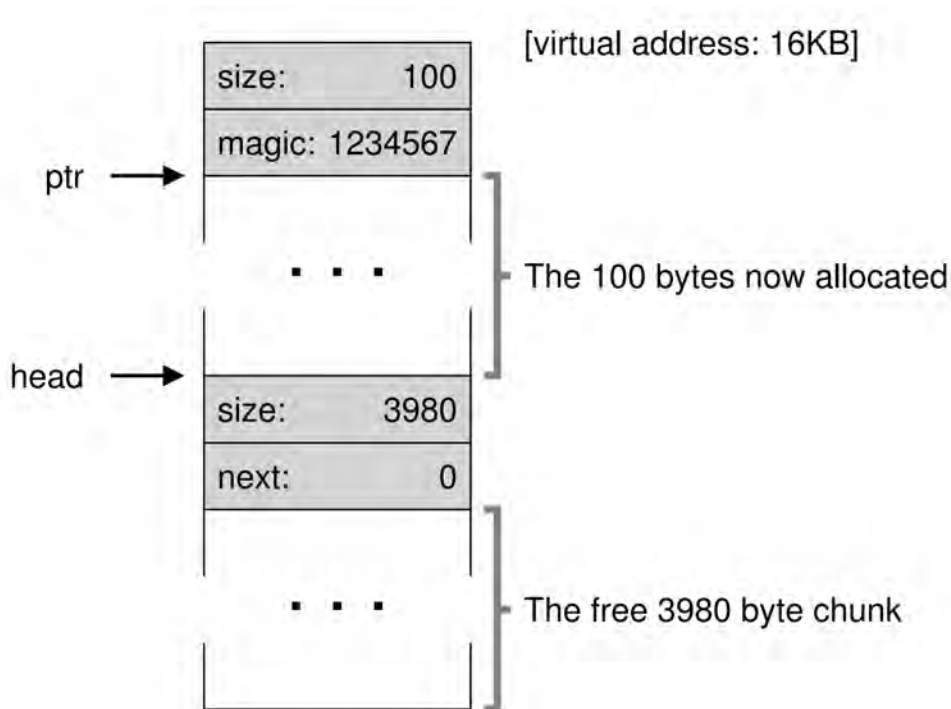 [virtual address: 16KB]
size: 100
magic: 1234567
ptr
. . .
The 100 bytes now allocated
head
size: 3980
next: 0
. . .
The free 3980 byte chunk